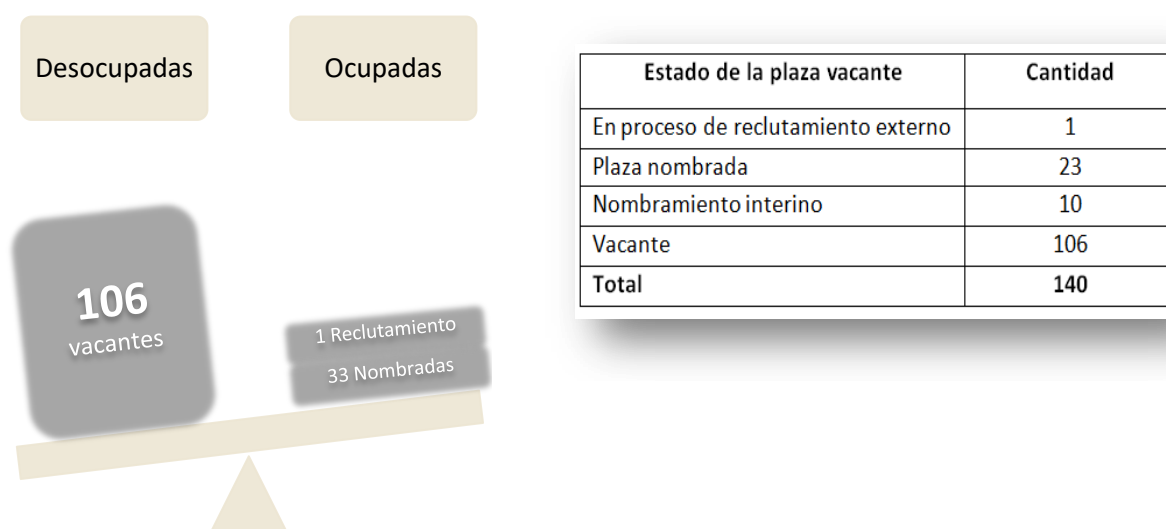 Desocupadas
Ocupadas
106
vacantes
1 Reclutamiento
33 Nombradas
Estado de la plaza vacante Cantidad
En proceso de reclutamiento externo 1
Plaza nombrada 23
Nombramiento interino 10
Vacante 106
Total 140